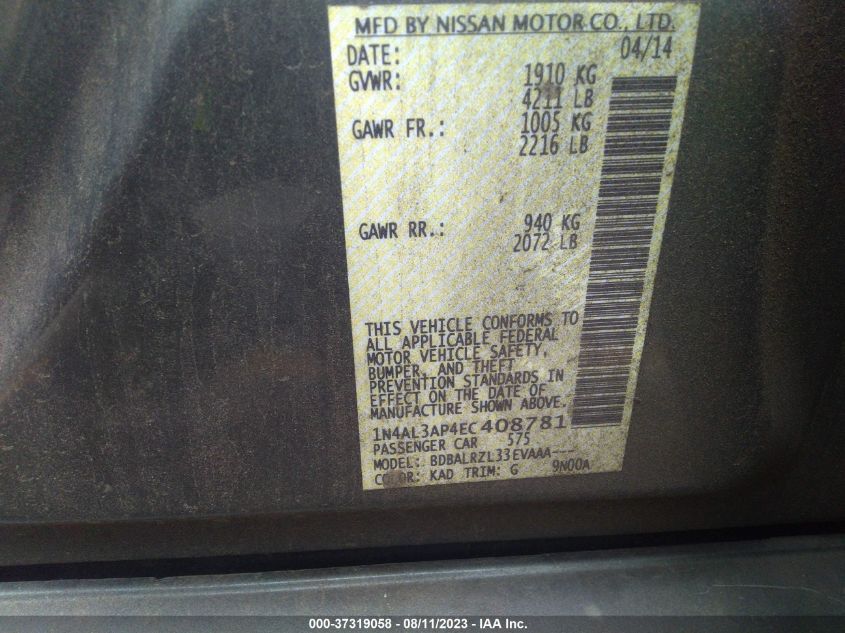 MFD BY NISSAN MOTOR CO., LTD.
DATE: 04/14
GVWR: 1910 KG
4211 LB
GAWR FR.: 1005 KG
2216 LB
GAWR RR.: 940 KG
2072 LB
THIS VEHICLE CONFORMS TO
ALL APPLICABLE FEDERAL
MOTOR VEHICLE SAFETY,
BUMPER, AND THEFT
PREVENTION STANDARDS IN
EFFECT ON THE DATE OF
MANUFACTURE SHOWN ABOVE.
1N4AL3AP4EC408781
PASSENGER CAR 575
MODEL: BDBALRZL33EVAAA---
COLOR: KAD TRIM: G 9N00A
000-37319058 - 08/11/2023 - IAA Inc.